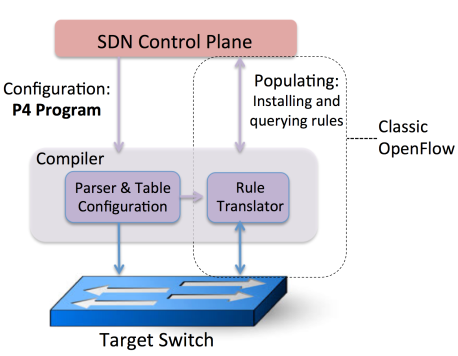 SDN Control Plane
Configuration:
P4 Program
Populating:
Installing and
querying rules
Classic
OpenFlow
Compiler
Parser & Table
Configuration
Rule
Translator
Target Switch